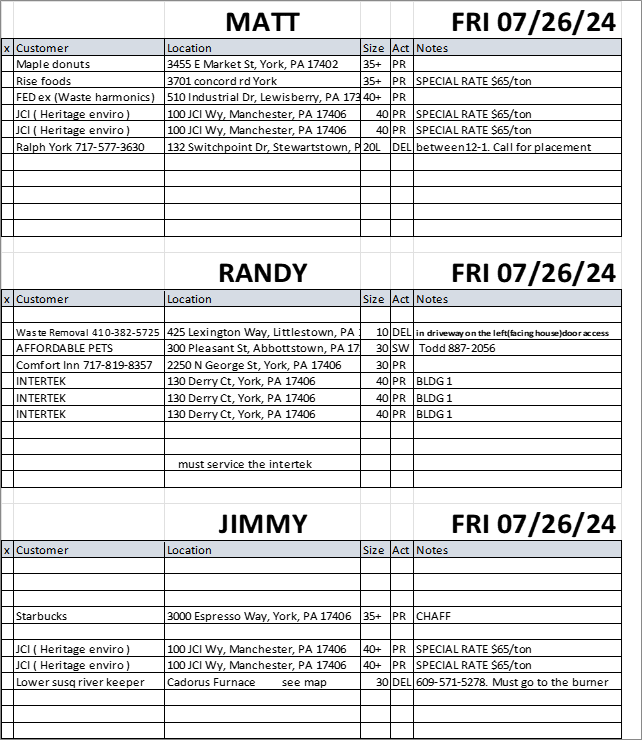 MATT FRI 07/26/24
x Customer Location Size Act Notes
Maple donuts 3455 E Market St, York, PA 17402 35+ PR
Rise foods 3701 concord rd York 35+ PR SPECIAL RATE $65/ton
FED ex (Waste harmonics) 510 Industrial Dr, Lewisberry, PA 173 40+ PR
JCI ( Heritage enviro ) 100 JCI Wy, Manchester, PA 17406 40 PR SPECIAL RATE $65/ton
JCI ( Heritage enviro ) 100 JCI Wy, Manchester, PA 17406 40 PR SPECIAL RATE $65/ton
Ralph York 717-577-3630 132 Switchpoint Dr, Stewartstown, P 20L DEL between12-1. Call for placement
RANDY FRI 07/26/24
x Customer Location Size Act Notes
Waste Removal 410-382-5725 425 Lexington Way, Littlestown, PA 10 DEL in driveway on the left(facing house)door access
AFFORDABLE PETS 300 Pleasant St, Abbottstown, PA 17 30 SW Todd 887-2056
Comfort Inn 717-819-8357 2250 N George St, York, PA 17406 30 PR
INTERTEK 130 Derry Ct, York, PA 17406 40 PR BLDG 1
INTERTEK 130 Derry Ct, York, PA 17406 40 PR BLDG 1
INTERTEK 130 Derry Ct, York, PA 17406 40 PR BLDG 1
must service the intertek
JIMMY FRI 07/26/24
x Customer Location Size Act Notes
Starbucks 3000 Espresso Way, York, PA 17406 35+ PR CHAFF
JCI ( Heritage enviro ) 100 JCI Wy, Manchester, PA 17406 40+ PR SPECIAL RATE $65/ton
JCI ( Heritage enviro ) 100 JCI Wy, Manchester, PA 17406 40+ PR SPECIAL RATE $65/ton
Lower susq river keeper Cadorus Furnace see map 30 DEL 609-571-5278. Must go to the burner